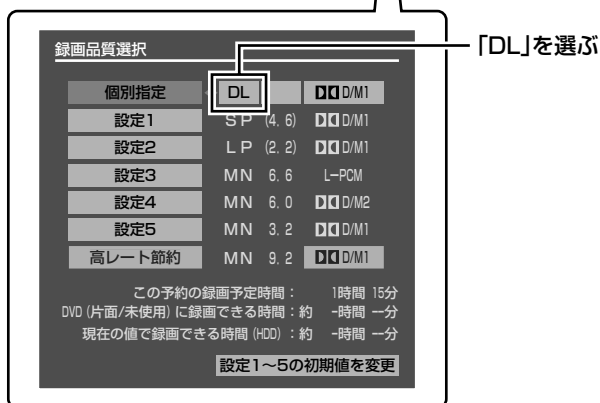 録画品質選択
「DL」を選ぶ
個別指定 DL D/M1
設定1 SP (4. 6) D/M1
設定2 LP (2. 2) D/M1
設定3 MN 6. 6 L-PCM
設定4 MN 6. 0 D/M2
設定5 MN 3. 2 D/M1
高レート節約 MN 9. 2 D/M1
この予約の録画予定時間： 1時間 15分
DVD (片面/未使用) に録画できる時間：約 -時間 --分
現在の値で録画できる時間 (HDD) ：約 -時間 --分
設定1～5の初期値を変更